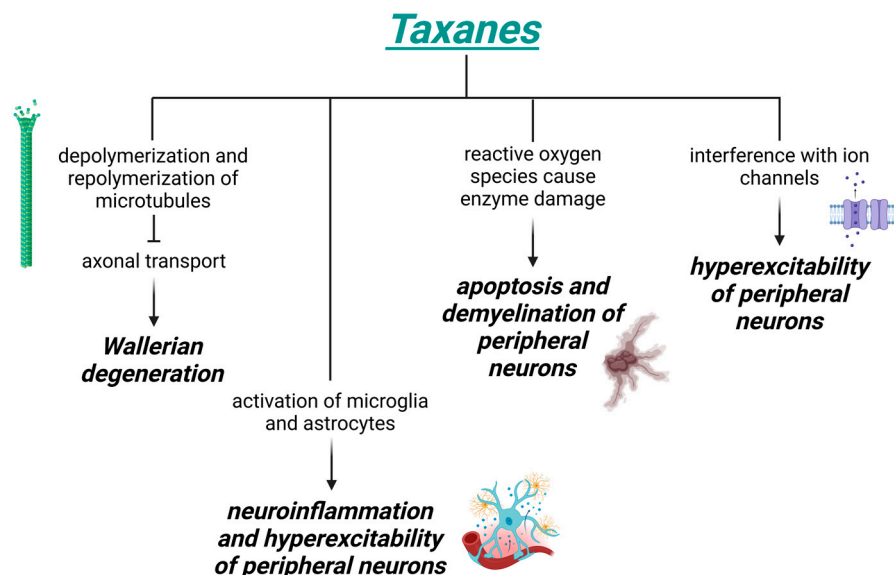 Taxanes
depolymerization and
repolymerization of
microtubules
axonal transport
Wallerian
degeneration
activation of microglia
and astrocytes
neuroinflammation
and hyperexcitability
of peripheral neurons
reactive oxygen
species cause
enzyme damage
apoptosis and
demyelination of
peripheral
neurons
interference with ion
channels
hyperexcitability
of peripheral
neurons